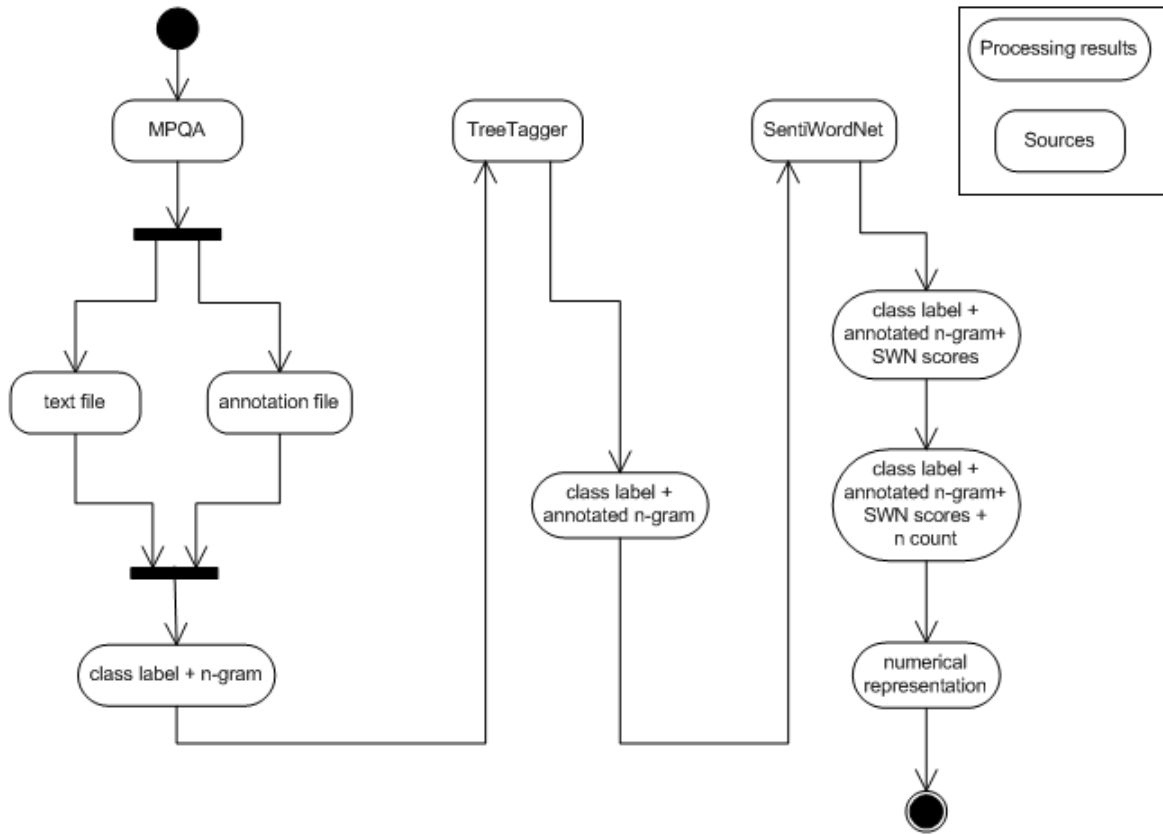 MPQA
text file
annotation file
class label + n-gram
TreeTagger
class label +
annotated n-gram
SentiWordNet
class label +
annotated n-gram+
SWN scores
class label +
annotated n-gram+
SWN scores +
n count
numerical
representation
Processing results
Sources